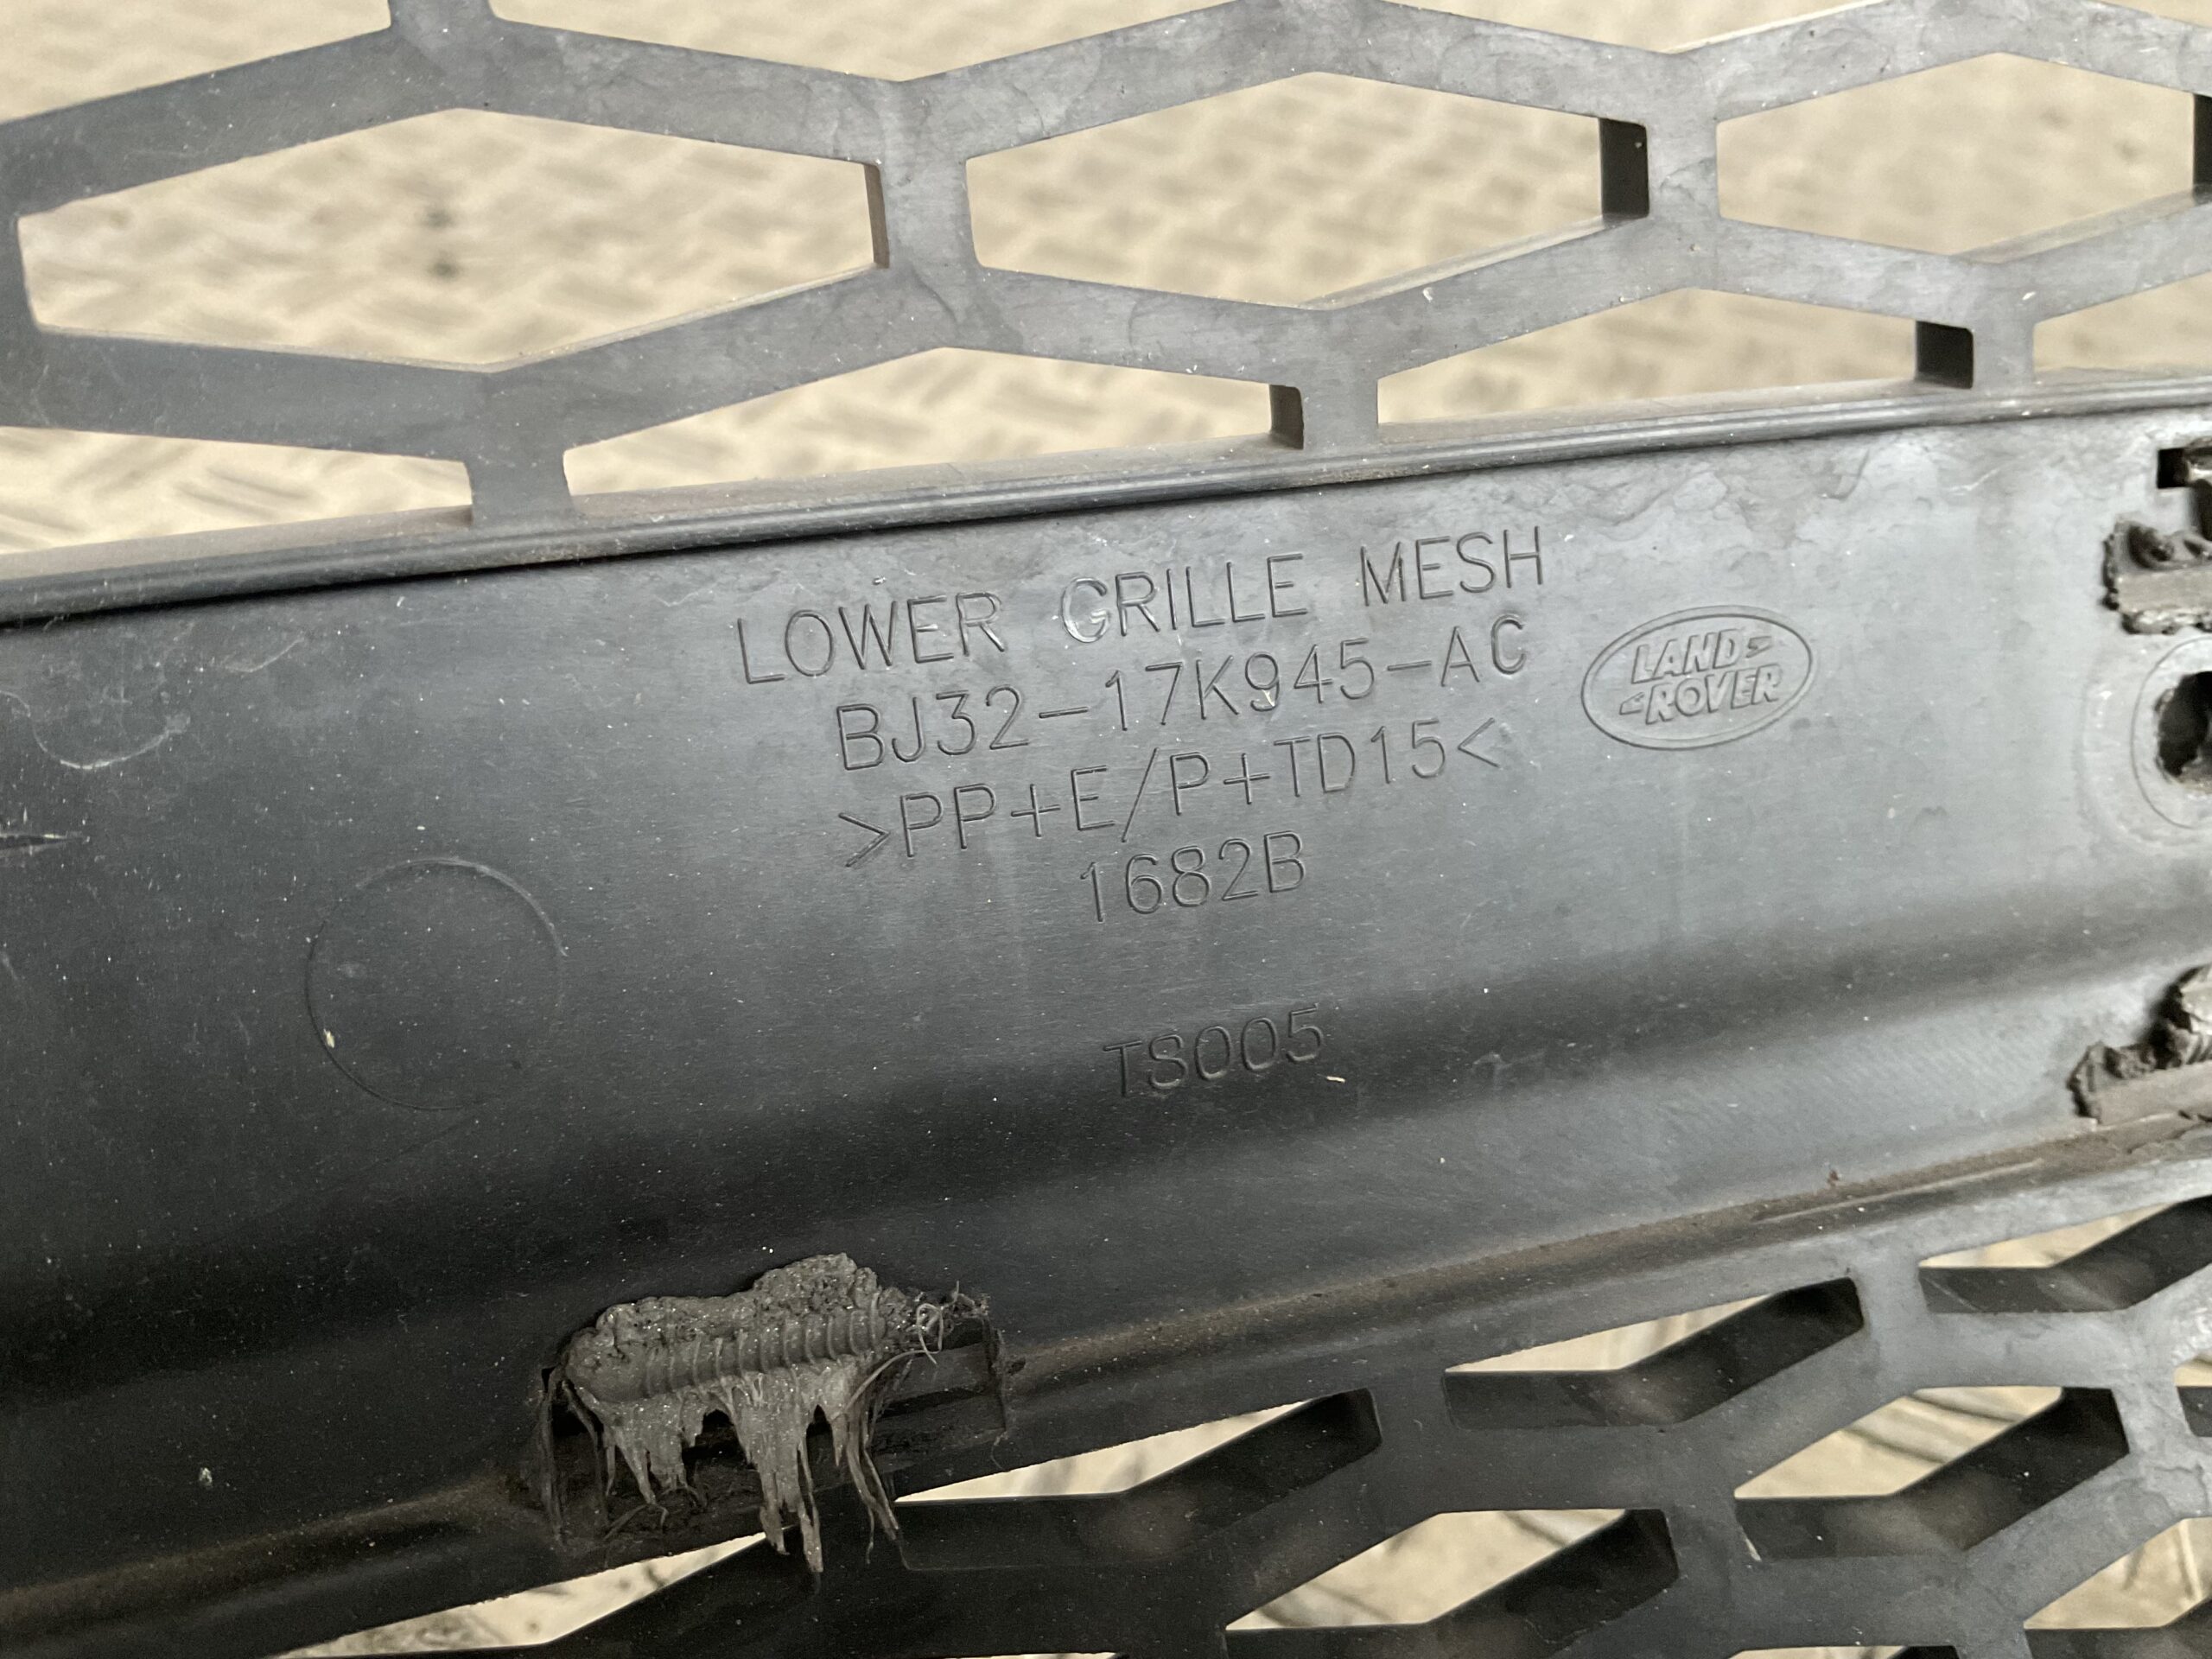 LOWER GRILLE MESH
BJ32-17K945-AC
>PP+E/P+TD15<
1682B
LAND
ROVER
TS005